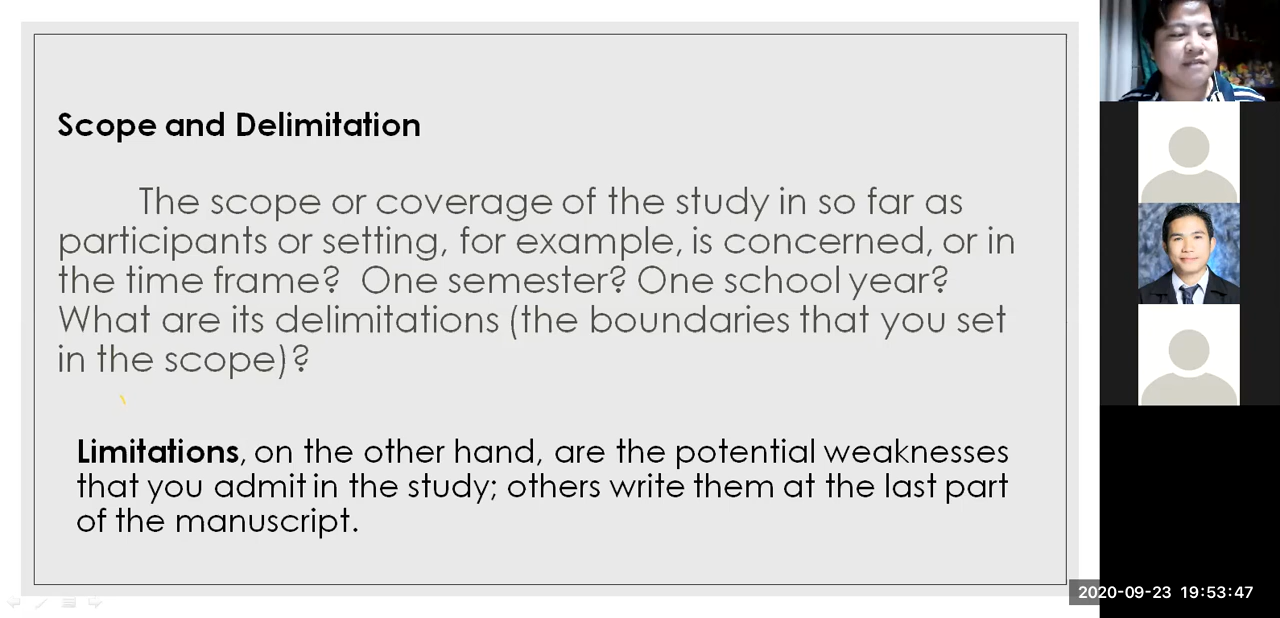 Scope and Delimitation
The scope or coverage of the study in so far as
participants or setting, for example, is concerned, or in
the time frame? One semester? One school year?
What are its delimitations (the boundaries that you set
in the scope)?
Limitations, on the other hand, are the potential weaknesses
that you admit in the study; others write them at the last part
of the manuscript.
2020-09-23 19:53:47